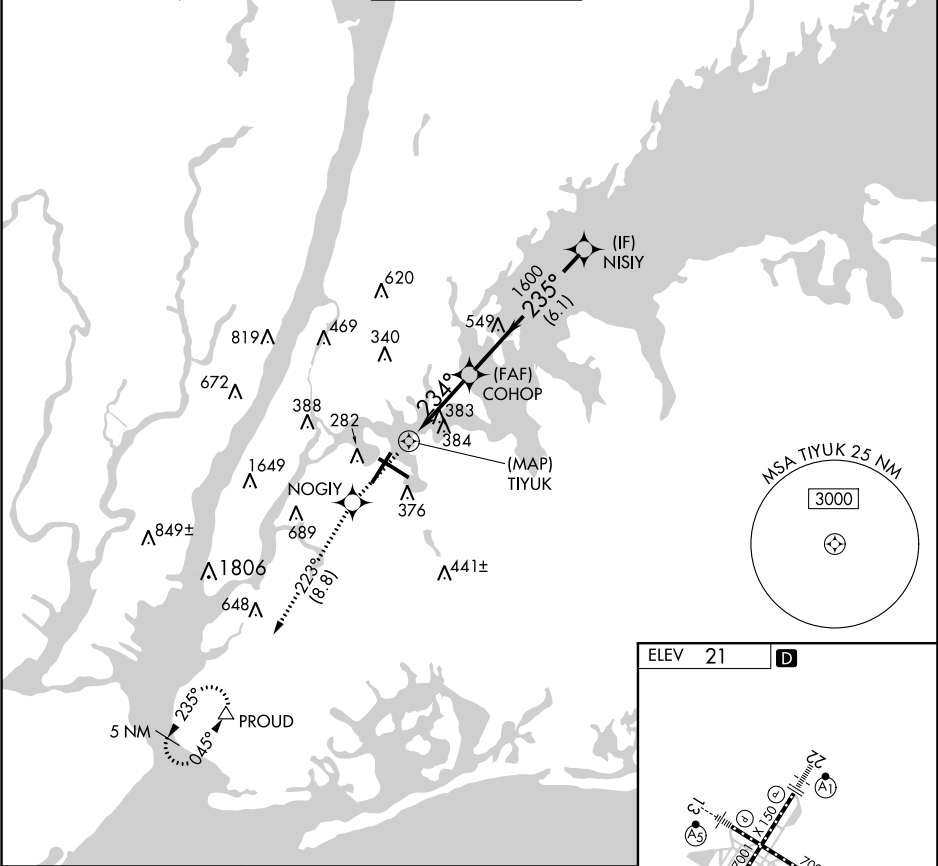 (IF)
NISIY
1600
235°
(6.1)
620
549
819
469
340
(FAF)
COHOP
672
234°
383
388
282
384
(MAP)
TIYUK
MSA TIYUK 25 NM
1649
NOGIY
3000
376
689
849±
1806
441±
223°
(8.8)
648
ELEV 21 D
235°
5 NM
PROUD
045°
22
A1
P
13
P
A5
7001 X 150
700